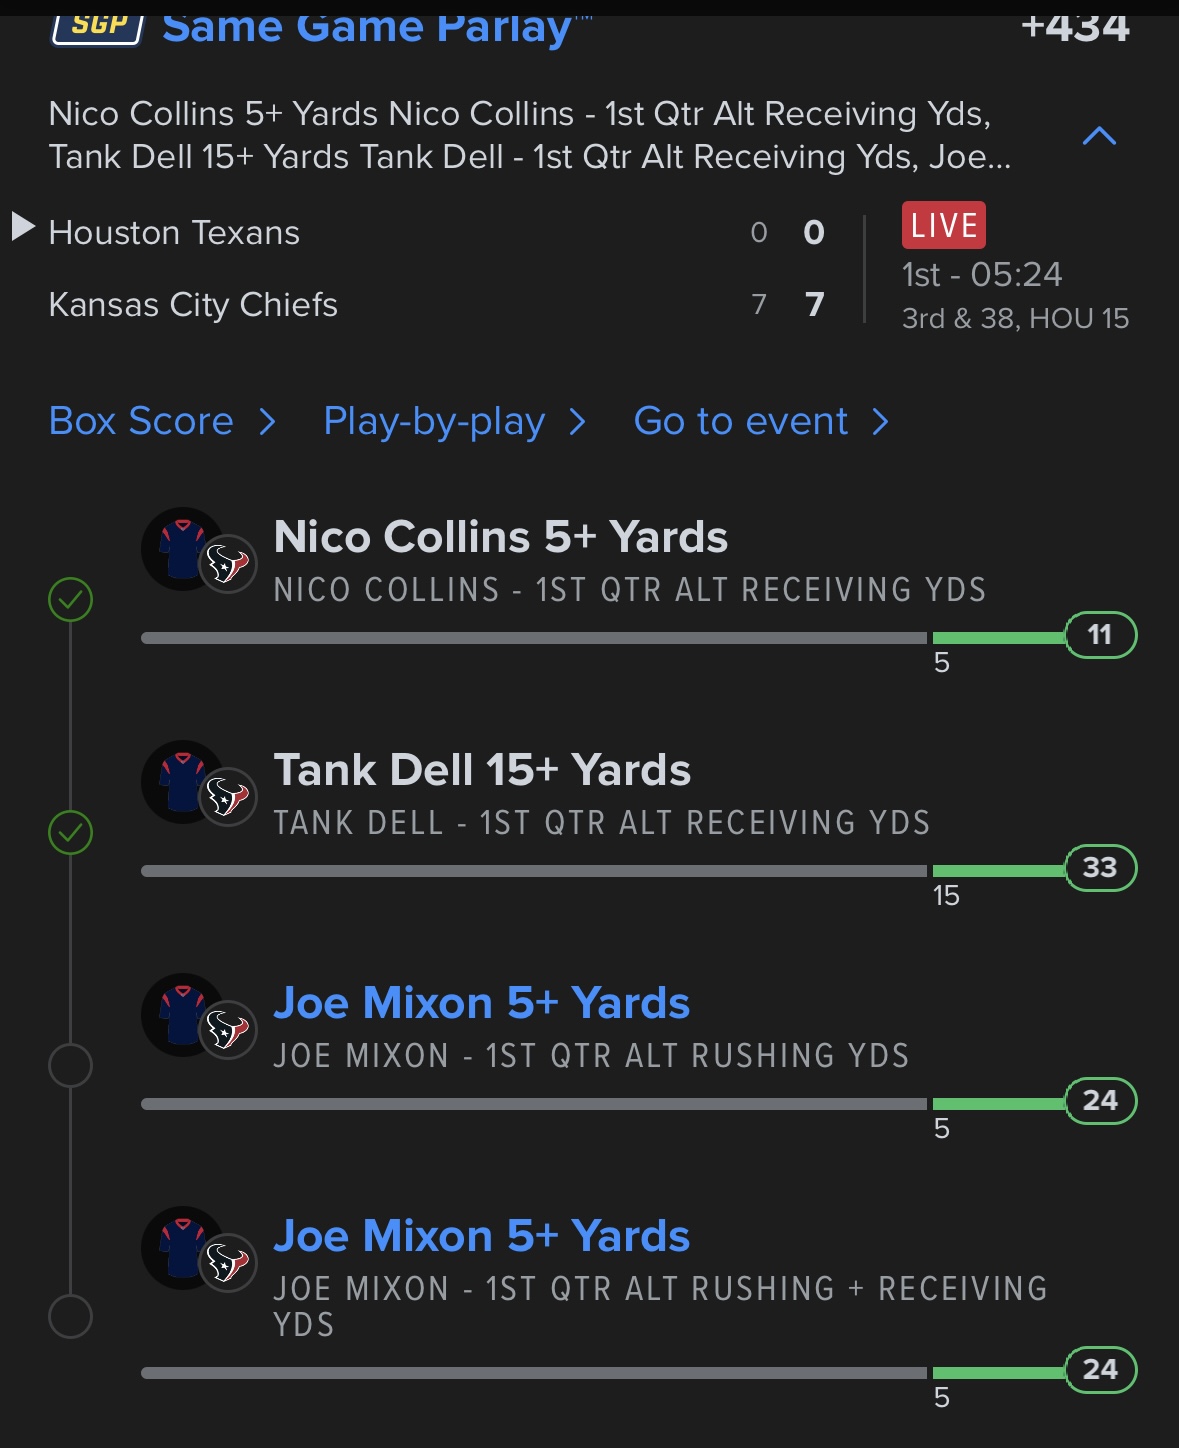 SGP Same Game Parlay™ +434
Nico Collins 5+ Yards Nico Collins - 1st Qtr Alt Receiving Yds,
Tank Dell 15+ Yards Tank Dell - 1st Qtr Alt Receiving Yds, Joe...
Houston Texans 0 0
LIVE
1st - 05:24
Kansas City Chiefs 7 7
3rd & 38, HOU 15
Box Score Play-by-play Go to event
Nico Collins 5+ Yards
NICO COLLINS - 1ST QTR ALT RECEIVING YDS
11
5
Tank Dell 15+ Yards
TANK DELL - 1ST QTR ALT RECEIVING YDS
33
15
Joe Mixon 5+ Yards
JOE MIXON - 1ST QTR ALT RUSHING YDS
24
5
Joe Mixon 5+ Yards
JOE MIXON - 1ST QTR ALT RUSHING + RECEIVING
YDS
24
5